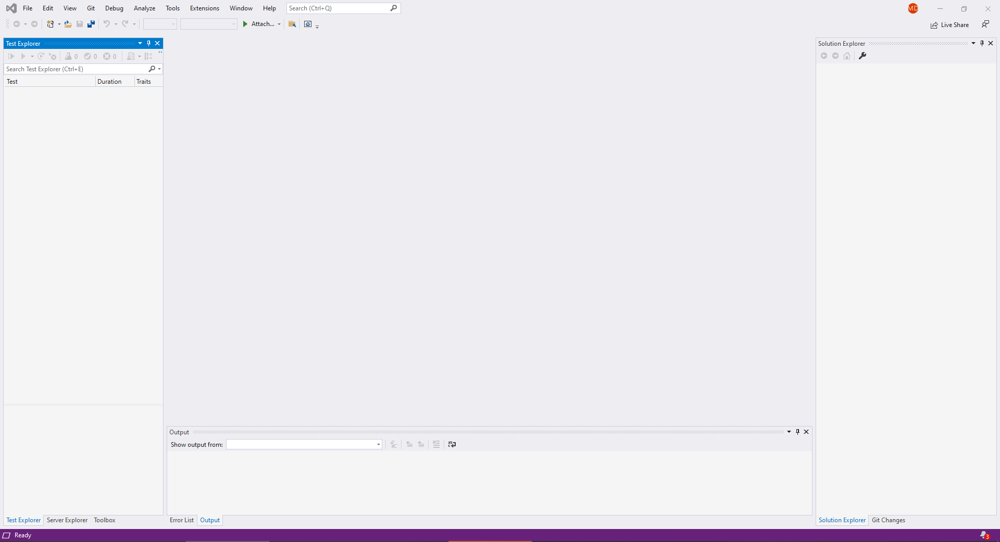 File Edit View Git Debug Analyze Tools Extensions Window Help Search (Ctrl+Q) MD
Attach... Live Share
Test Explorer
0 0 0
Search Test Explorer (Ctrl+E)
Test Duration Traits
Solution Explorer
Output
Show output from:
Test Explorer Server Explorer Toolbox
Error List Output
Solution Explorer Git Changes
Ready 3